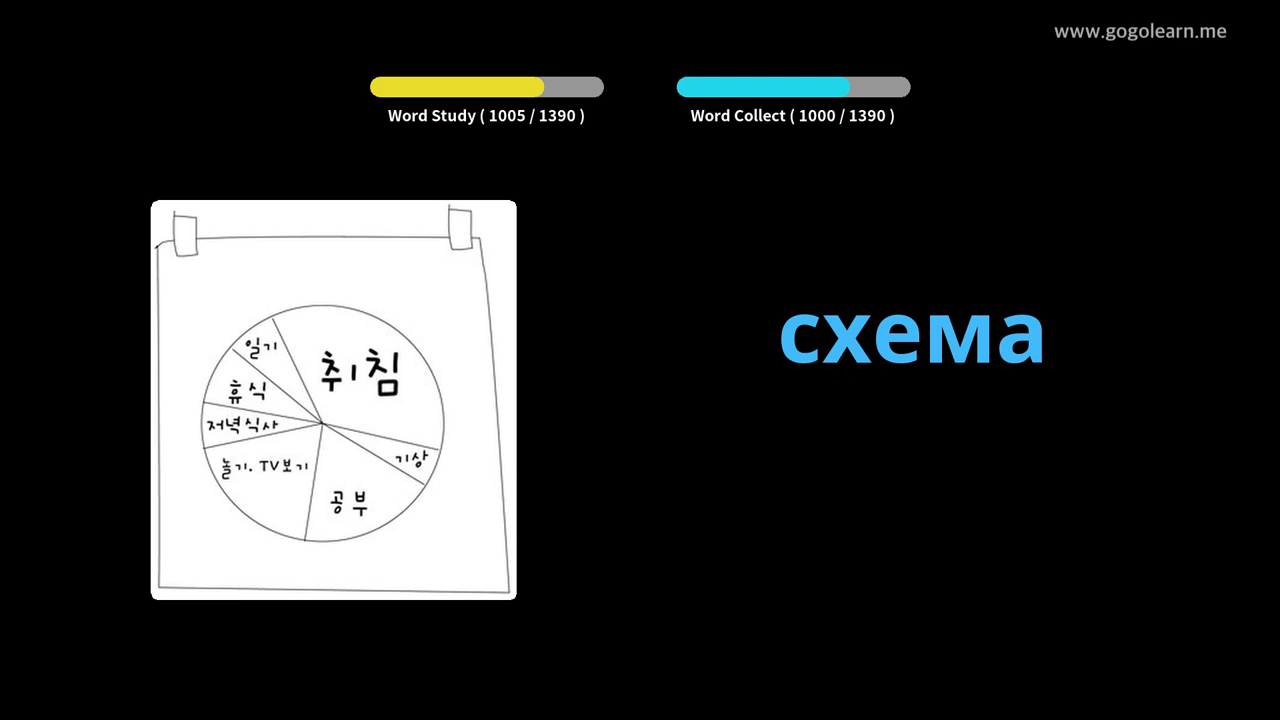 www.gogolearn.me
Word Study ( 1005 / 1390 )
Word Collect ( 1000 / 1390 )
일기
취침
휴식
저녁식사
놀기. TV보기
기상
공부
схема